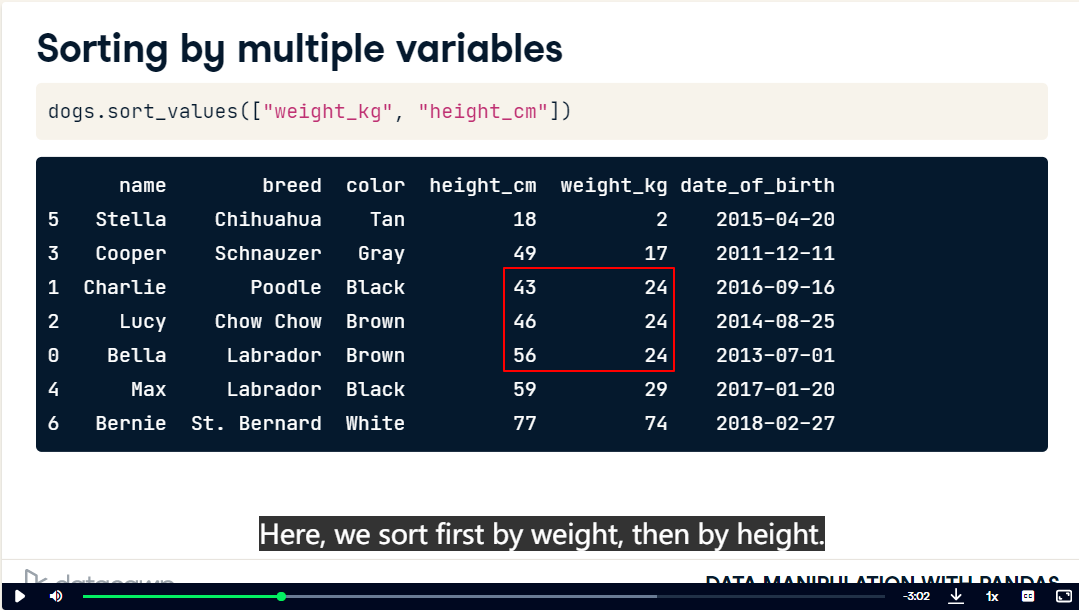 Sorting by multiple variables
dogs.sort_values(["weight_kg", "height_cm"])
name breed color height_cm weight_kg date_of_birth
5 Stella Chihuahua Tan 18 2 2015-04-20
3 Cooper Schnauzer Gray 49 17 2011-12-11
1 Charlie Poodle Black 43 24 2016-09-16
2 Lucy Chow Chow Brown 46 24 2014-08-25
0 Bella Labrador Brown 56 24 2013-07-01
4 Max Labrador Black 59 29 2017-01-20
6 Bernie St. Bernard White 77 74 2018-02-27
Here, we sort first by weight, then by height.
datacamp DATA MANIPULATION WITH PANDAS
-3:02 1x CC